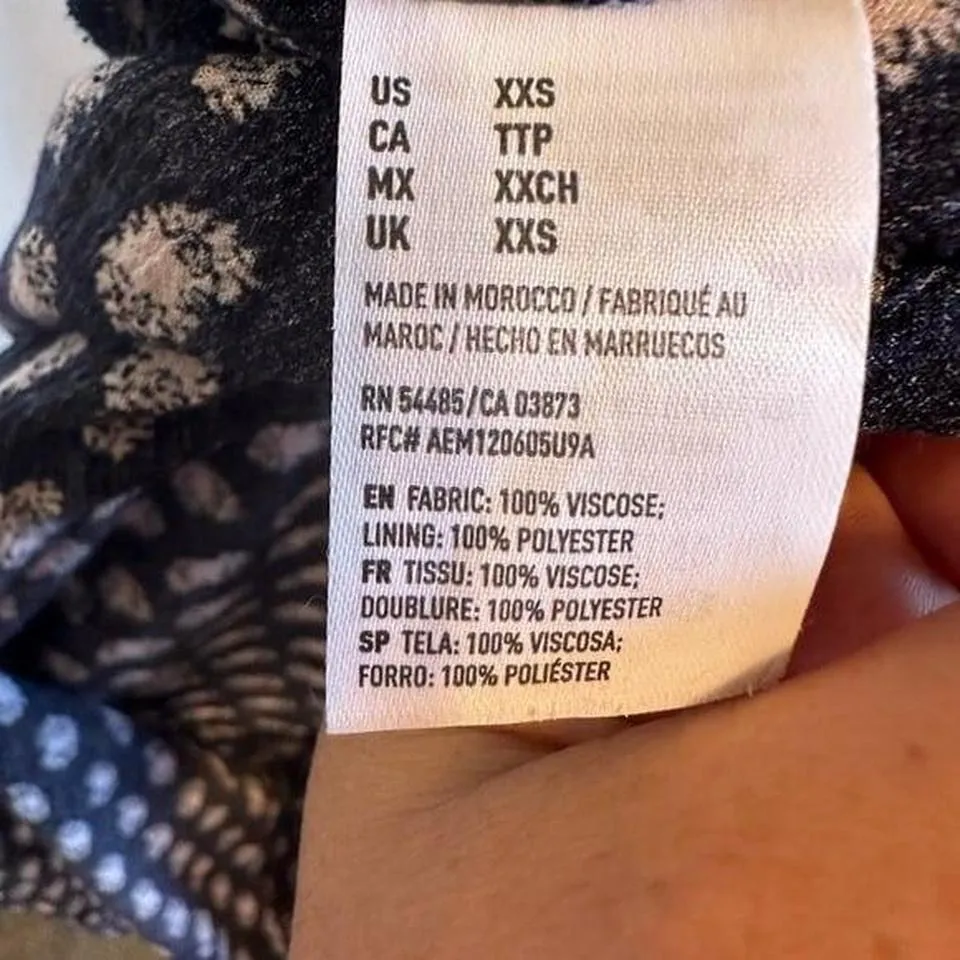 US XXS
CA TTP
MX XXCH
UK XXS
MADE IN MOROCCO / FABRIQUÉ AU
MAROC / HECHO EN MARRUECOS
RN 54485/CA 03873
RFC# AEM120605U9A
EN FABRIC: 100% VISCOSE;
LINING: 100% POLYESTER
FR TISSU: 100% VISCOSE;
DOUBLURE: 100% POLYESTER
SP TELA: 100% VISCOSA;
FORRO: 100% POLIÉSTER